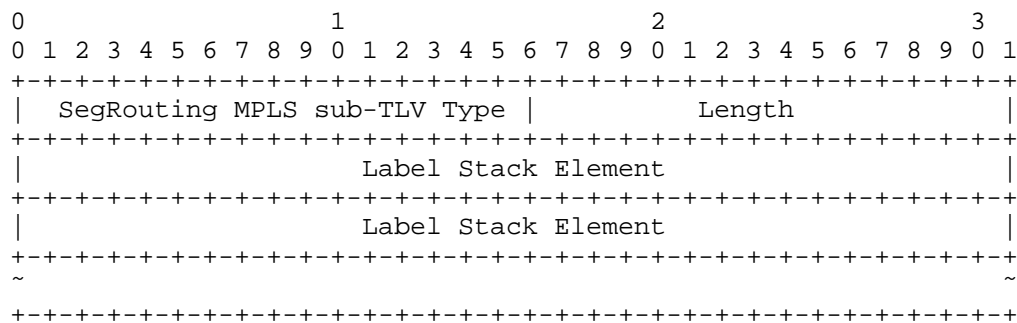 0                   1                   2                   3
0 1 2 3 4 5 6 7 8 9 0 1 2 3 4 5 6 7 8 9 0 1 2 3 4 5 6 7 8 9 0 1
+-+-+-+-+-+-+-+-+-+-+-+-+-+-+-+-+-+-+-+-+-+-+-+-+-+-+-+-+-+-+-+
|  SegRouting MPLS sub-TLV Type |          Length             |
+-+-+-+-+-+-+-+-+-+-+-+-+-+-+-+-+-+-+-+-+-+-+-+-+-+-+-+-+-+-+-+
|                     Label Stack Element                     |
+-+-+-+-+-+-+-+-+-+-+-+-+-+-+-+-+-+-+-+-+-+-+-+-+-+-+-+-+-+-+-+
|                     Label Stack Element                     |
+-+-+-+-+-+-+-+-+-+-+-+-+-+-+-+-+-+-+-+-+-+-+-+-+-+-+-+-+-+-+-+
~                                                             ~
+-+-+-+-+-+-+-+-+-+-+-+-+-+-+-+-+-+-+-+-+-+-+-+-+-+-+-+-+-+-+-+